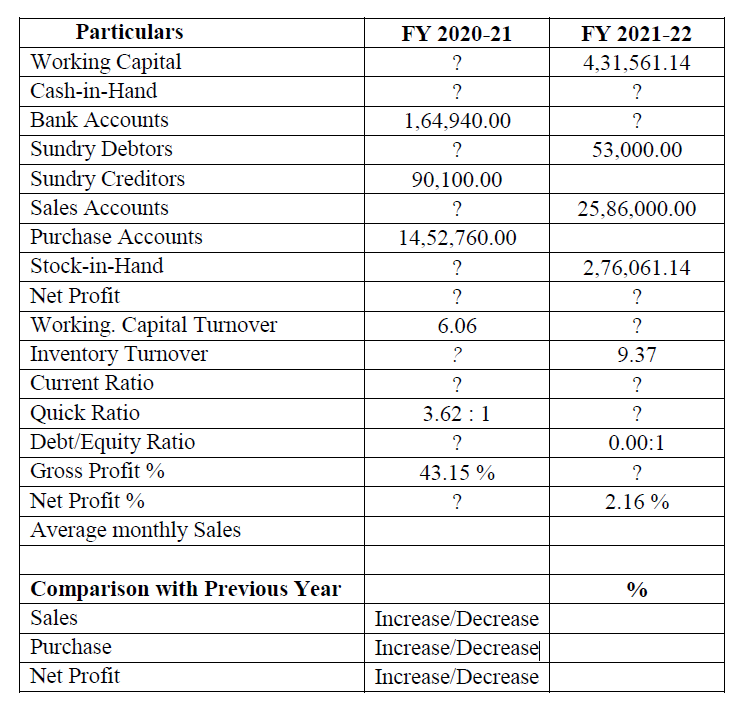 Particulars FY 2020-21 FY 2021-22
Working Capital ? 4,31,561.14
Cash-in-Hand ? ?
Bank Accounts 1,64,940.00 ?
Sundry Debtors ? 53,000.00
Sundry Creditors 90,100.00
Sales Accounts ? 25,86,000.00
Purchase Accounts 14,52,760.00
Stock-in-Hand ? 2,76,061.14
Net Profit ? ?
Working. Capital Turnover 6.06 ?
Inventory Turnover ? 9.37
Current Ratio ? ?
Quick Ratio 3.62 : 1 ?
Debt/Equity Ratio ? 0.00:1
Gross Profit % 43.15 % ?
Net Profit % ? 2.16 %
Average monthly Sales
Comparison with Previous Year %
Sales Increase/Decrease
Purchase Increase/Decrease
Net Profit Increase/Decrease